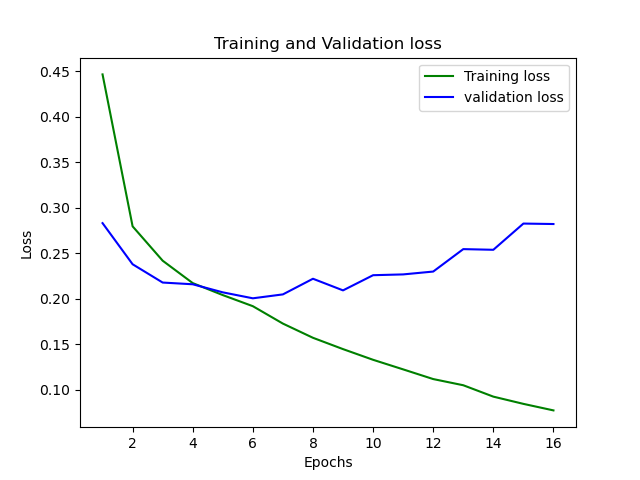 Training and Validation loss
Training loss
validation loss
0.45
0.40
0.35
0.30
0.25
0.20
0.15
0.10
Loss
2 4 6 8 10 12 14 16
Epochs